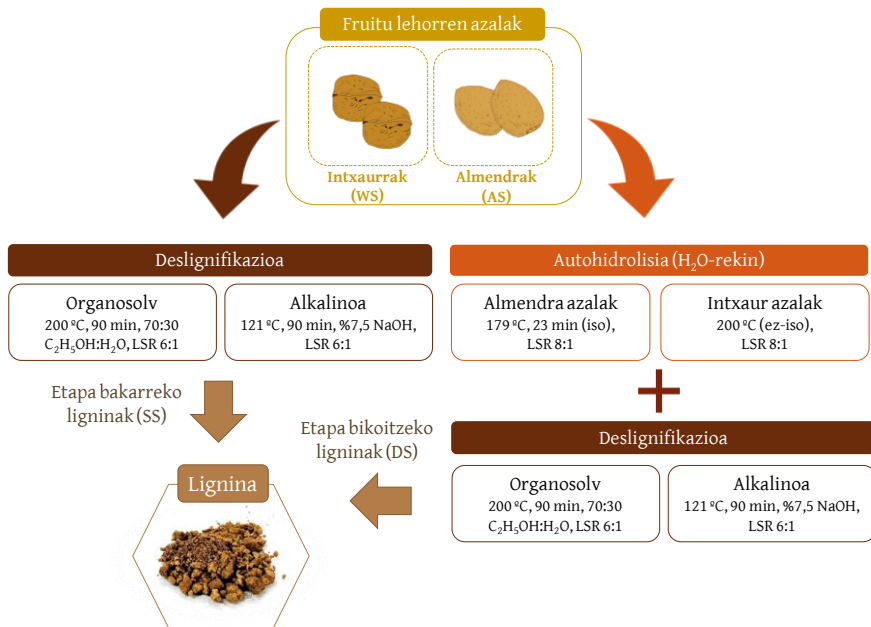 Fruitu lehorren azalak
Intxaurrak
(WS)
Almendrak
(AS)
Deslignifikazioa
Organosolv
200 ºC, 90 min, 70:30
C₂H₅OH:H₂O, LSR 6:1
Alkalinoa
121 ºC, 90 min, %7,5 NaOH,
LSR 6:1
Autohidrolisia (H₂O-rekin)
Almendra azalak
179 ºC, 23 min (iso),
LSR 8:1
Intxaur azalak
200 ºC (ez-iso),
LSR 8:1
Etapa bakarreko
ligninak (SS)
Etapa bikoitzeko
ligninak (DS)
Deslignifikazioa
Organosolv
200 ºC, 90 min, 70:30
C₂H₅OH:H₂O, LSR 6:1
Alkalinoa
121 ºC, 90 min, %7,5 NaOH,
LSR 6:1
Lignina